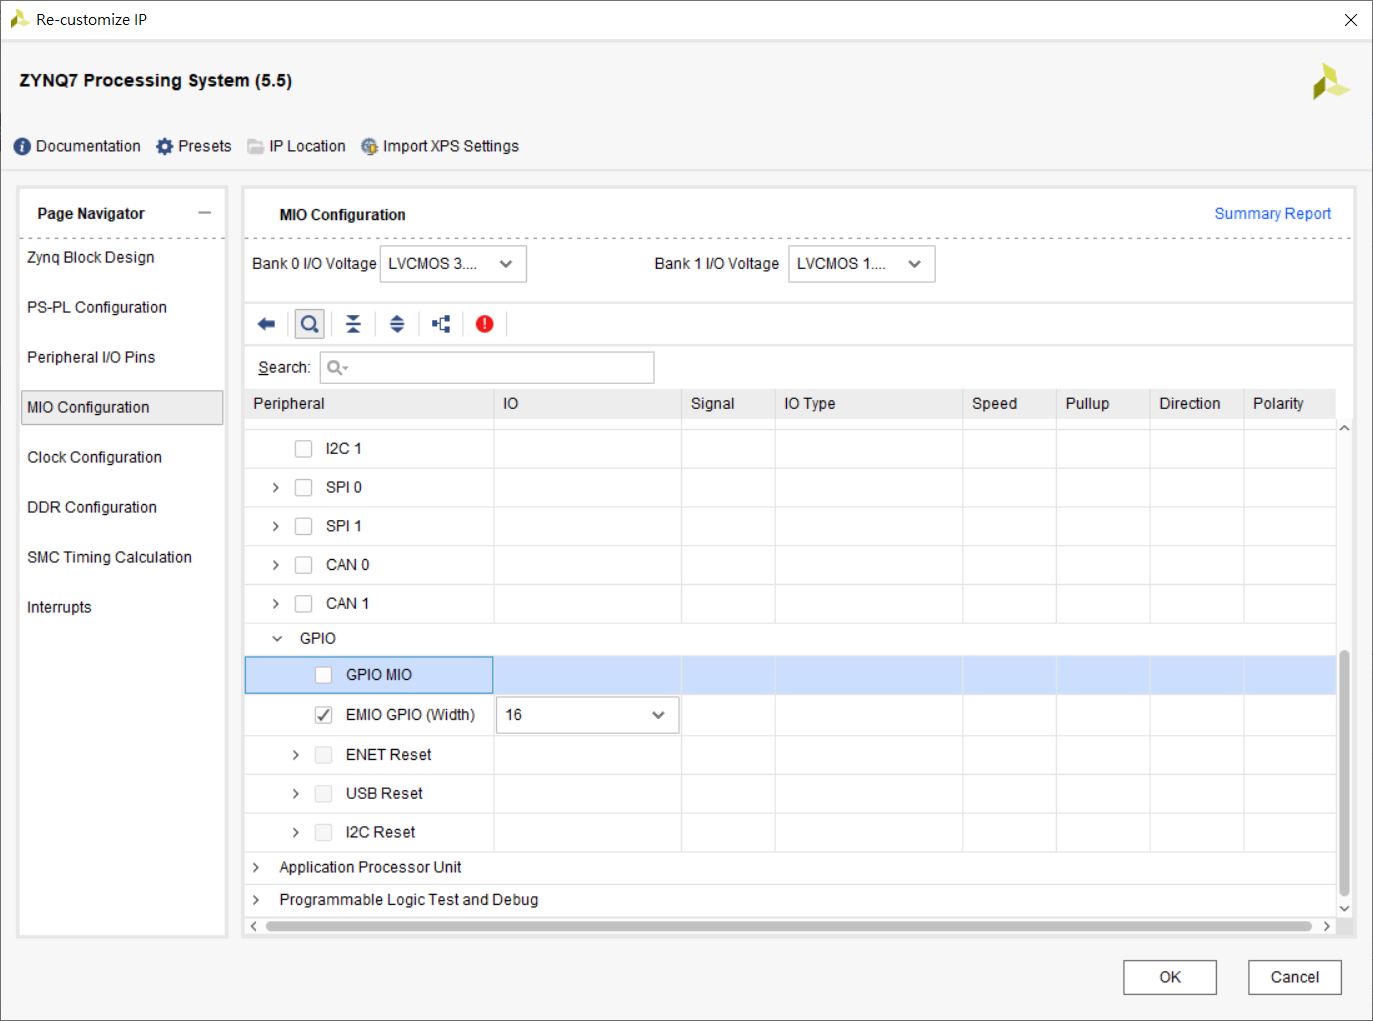 Re-customize IP
ZYNQ7 Processing System (5.5)
Documentation Presets IP Location Import XPS Settings
Page Navigator
Zynq Block Design
PS-PL Configuration
Peripheral I/O Pins
MIO Configuration
Clock Configuration
DDR Configuration
SMC Timing Calculation
Interrupts
MIO Configuration Summary Report
Bank 0 I/O Voltage LVCMOS 3.... Bank 1 I/O Voltage LVCMOS 1....
Search:
Peripheral IO Signal IO Type Speed Pullup Direction Polarity
I2C 1
SPI 0
SPI 1
CAN 0
CAN 1
GPIO
GPIO MIO
EMIO GPIO (Width) 16
ENET Reset
USB Reset
I2C Reset
Application Processor Unit
Programmable Logic Test and Debug
OK Cancel